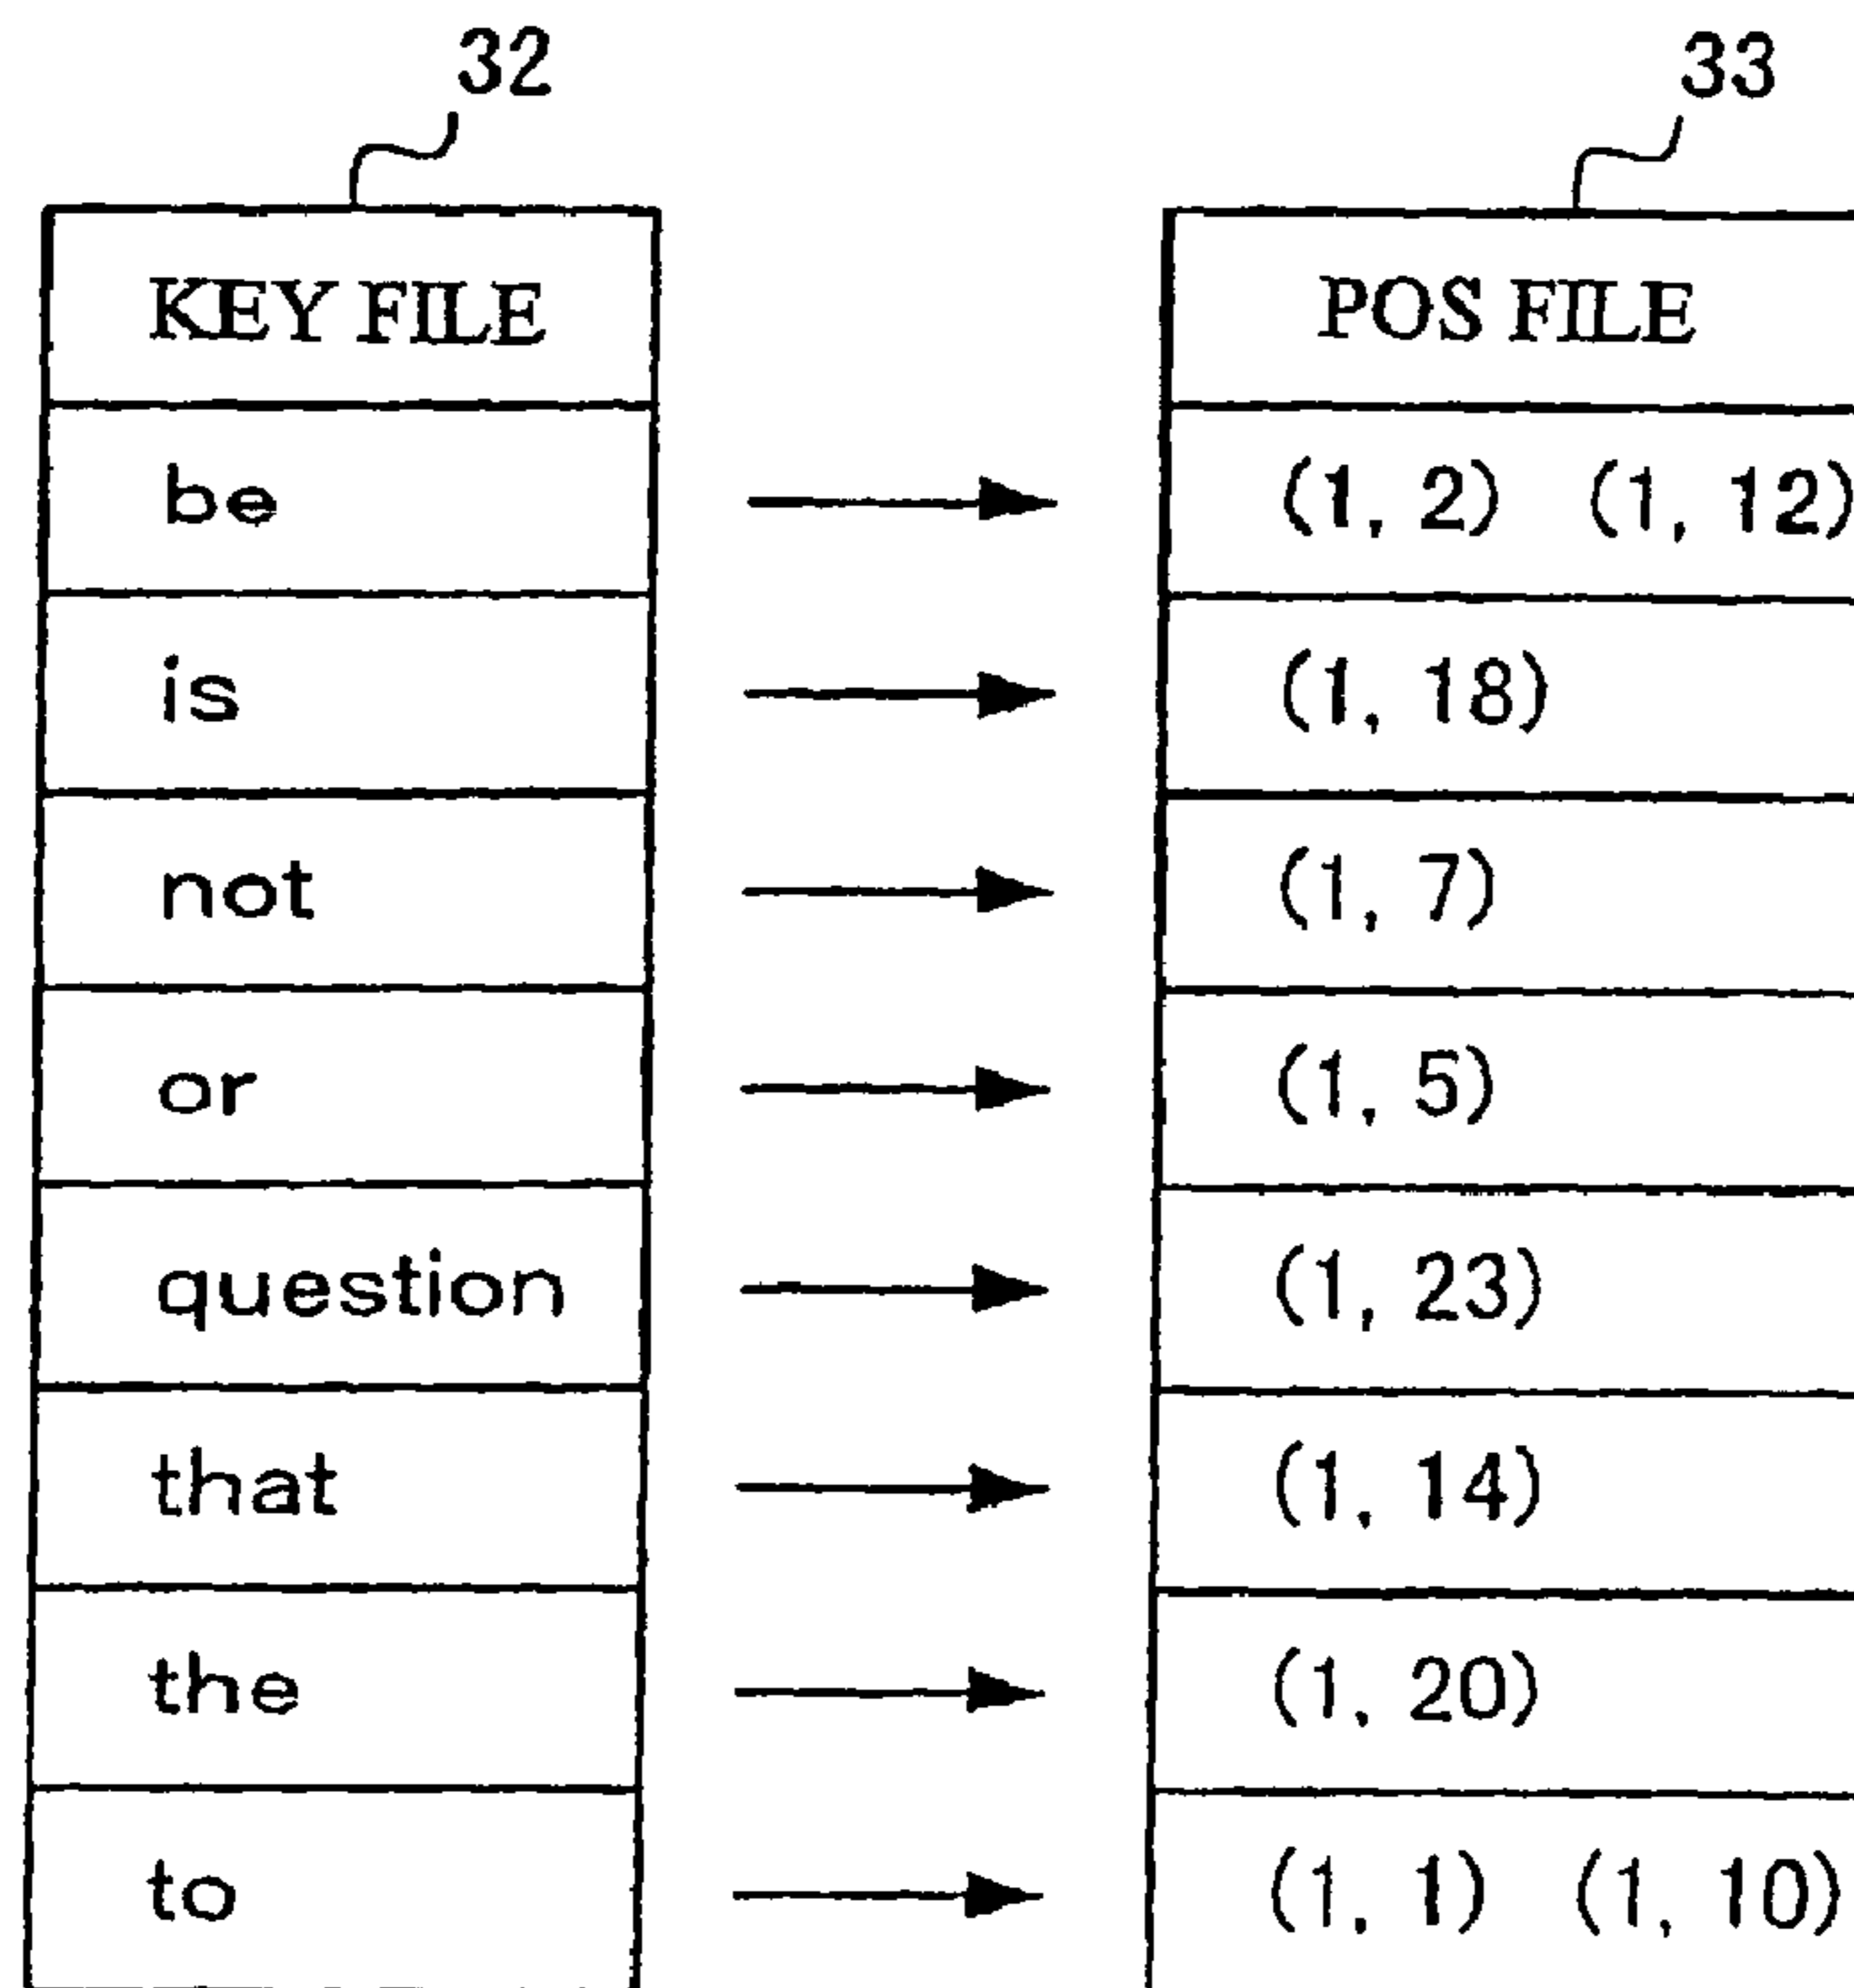 32 33
KEY FILE POS FILE
be (1, 2) (1, 12)
is (1, 18)
not (1, 7)
or (1, 5)
question (1, 23)
that (1, 14)
the (1, 20)
to (1, 1) (1, 10)